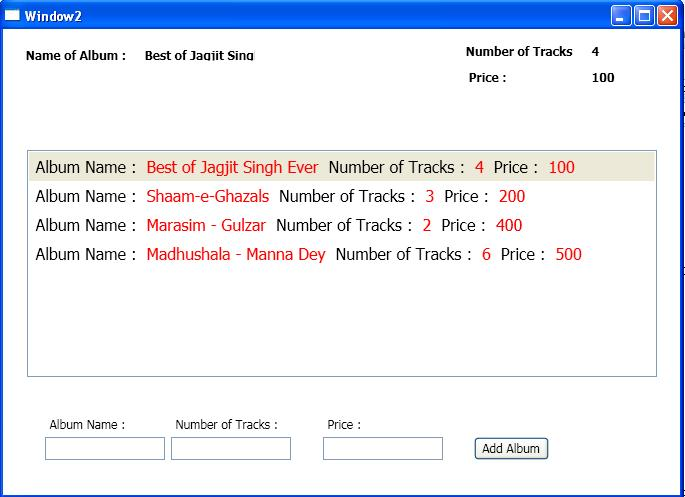 Window2
Name of Album : Best of Jagjit Sing
Number of Tracks 4
Price : 100
Album Name : Best of Jagjit Singh Ever Number of Tracks : 4 Price : 100
Album Name : Shaam-e-Ghazals Number of Tracks : 3 Price : 200
Album Name : Marasim - Gulzar Number of Tracks : 2 Price : 400
Album Name : Madhushala - Manna Dey Number of Tracks : 6 Price : 500
Album Name : Number of Tracks : Price :
Add Album